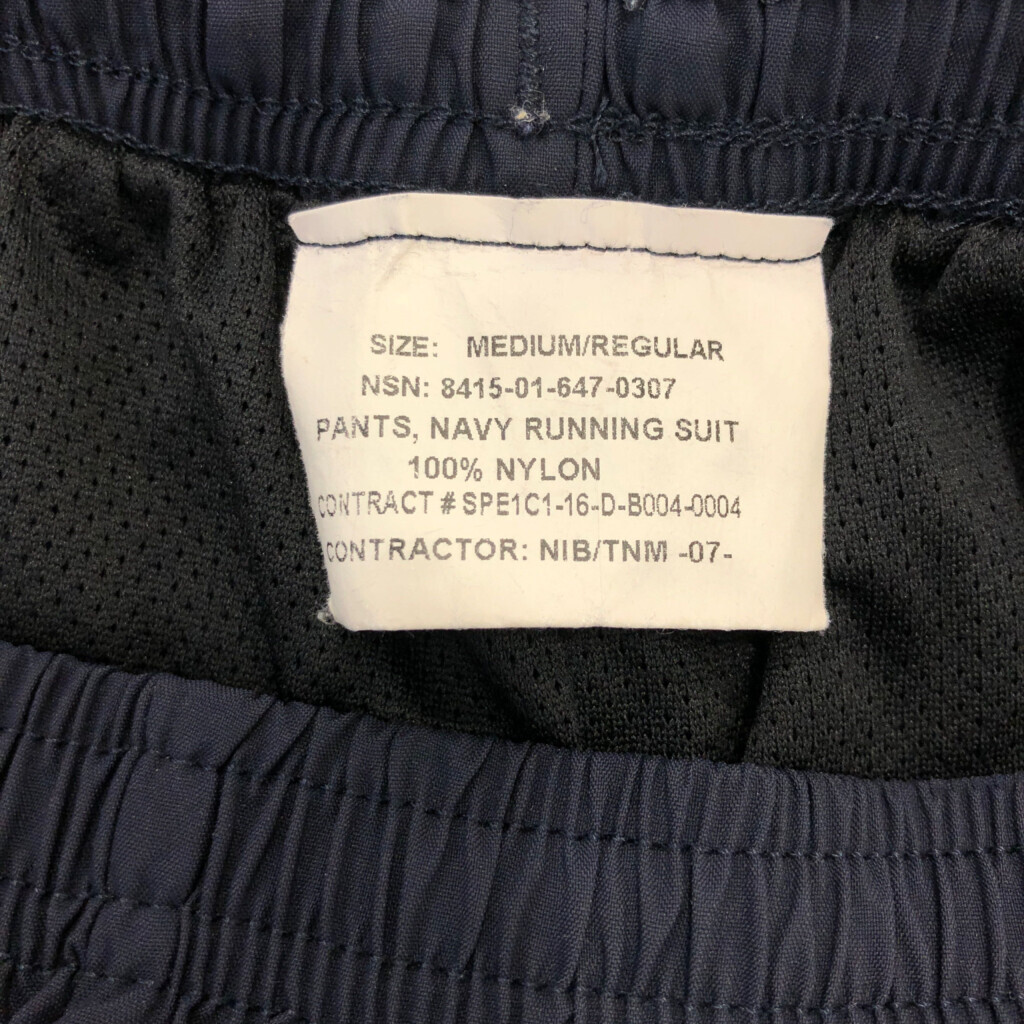 SIZE: MEDIUM/REGULAR
NSN: 8415-01-647-0307
PANTS, NAVY RUNNING SUIT
100% NYLON
CONTRACT # SPE1C1-16-D-B004-0004
CONTRACTOR: NIB/TNM -07-